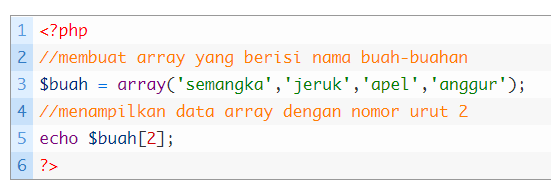 1 <?php
2 //membuat array yang berisi nama buah-buahan
3 $buah = array('semangka','jeruk','apel','anggur');
4 //menampilkan data array dengan nomor urut 2
5 echo $buah[2];
6 ?>